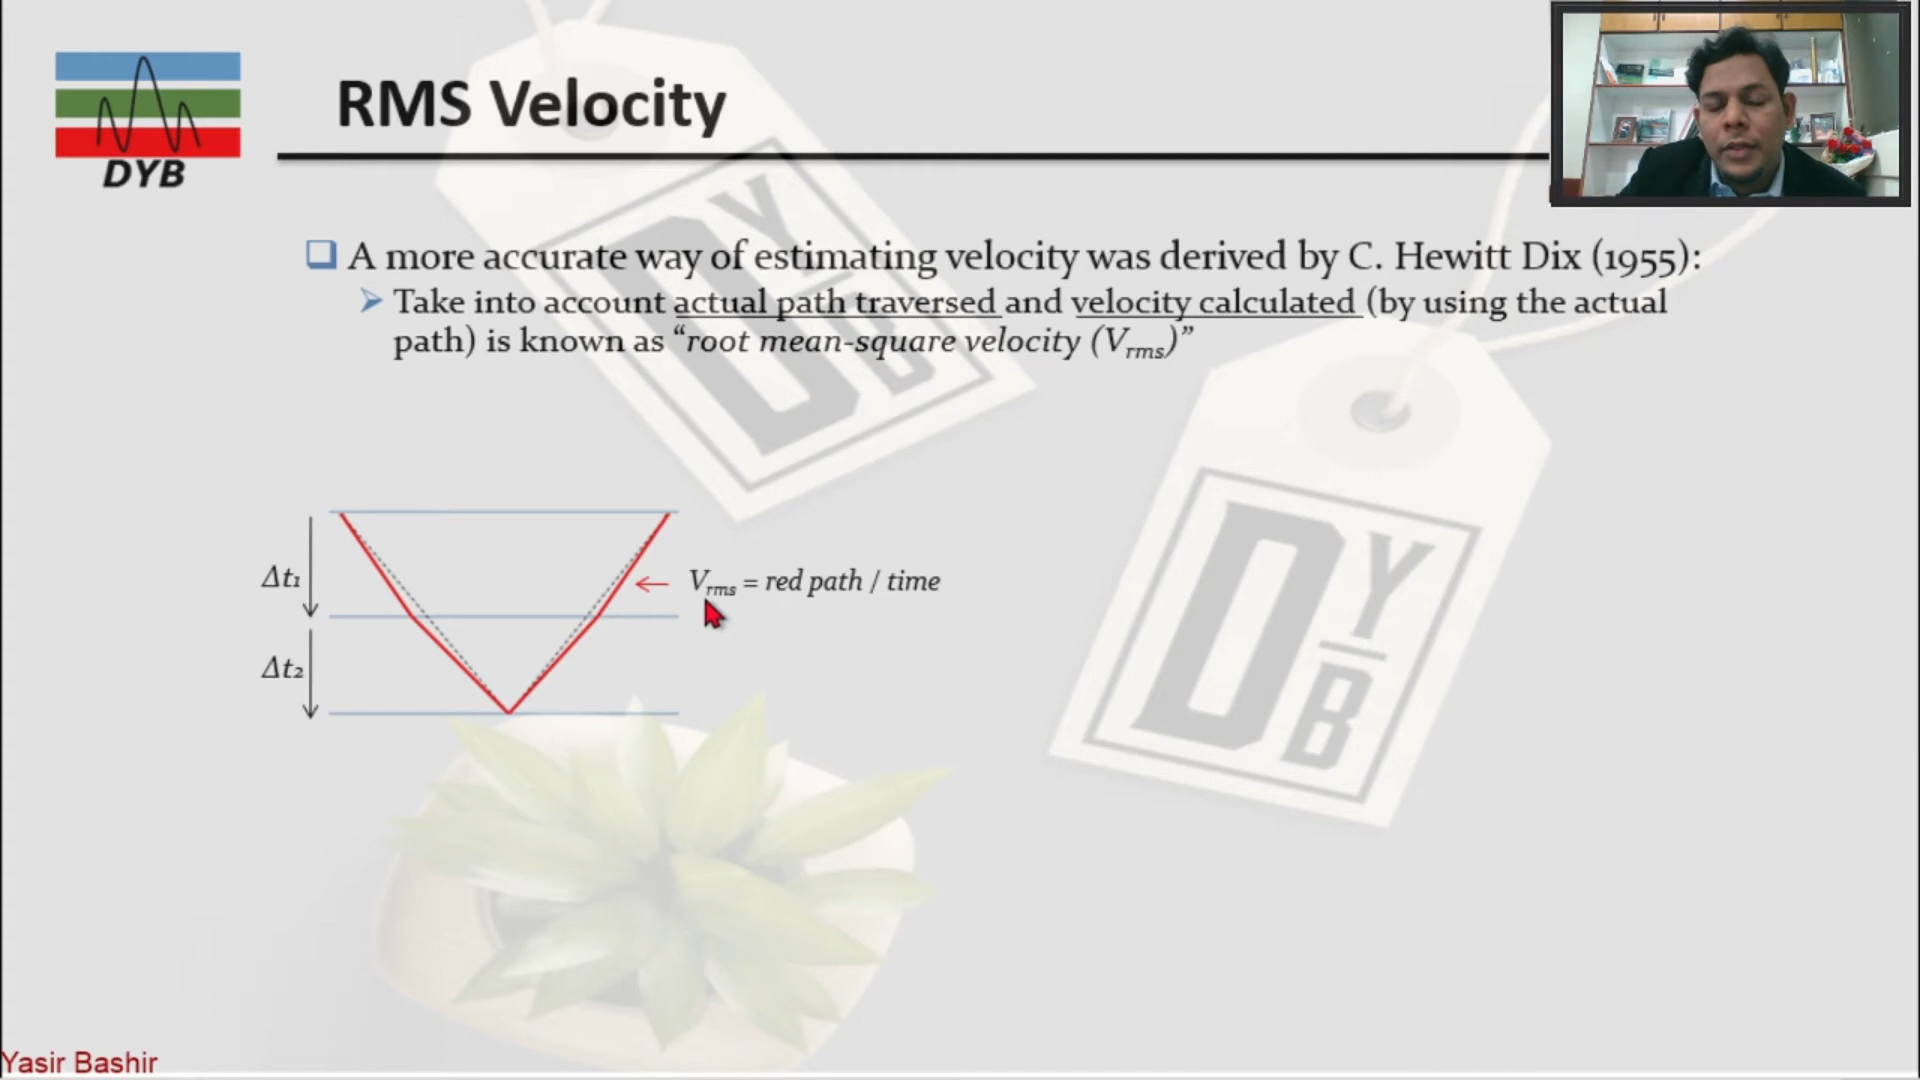 DYB
RMS Velocity
A more accurate way of estimating velocity was derived by C. Hewitt Dix (1955):
Take into account actual path traversed and velocity calculated (by using the actual
path) is known as “root mean-square velocity (Vrms)”
Δt1
Vrms = red path / time
Δt2
DYB
DYB
Yasir Bashir